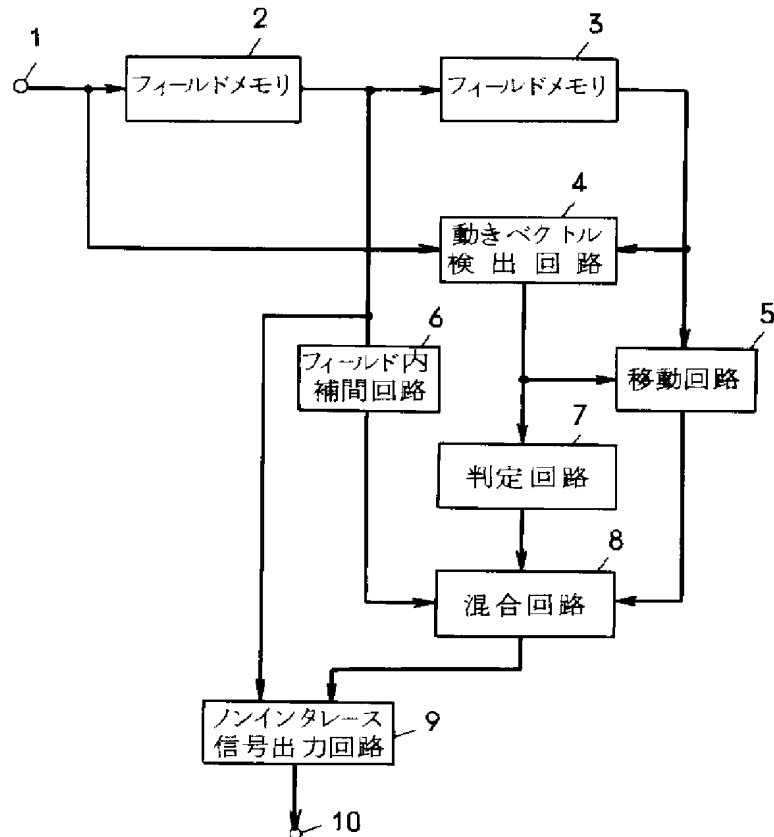 1
2
フィールドメモリ
3
フィールドメモリ
4
動きベクトル
検出回路
5
移動回路
6
フィールド内
補間回路
7
判定回路
8
混合回路
ノンインタレース
信号出力回路
9
10